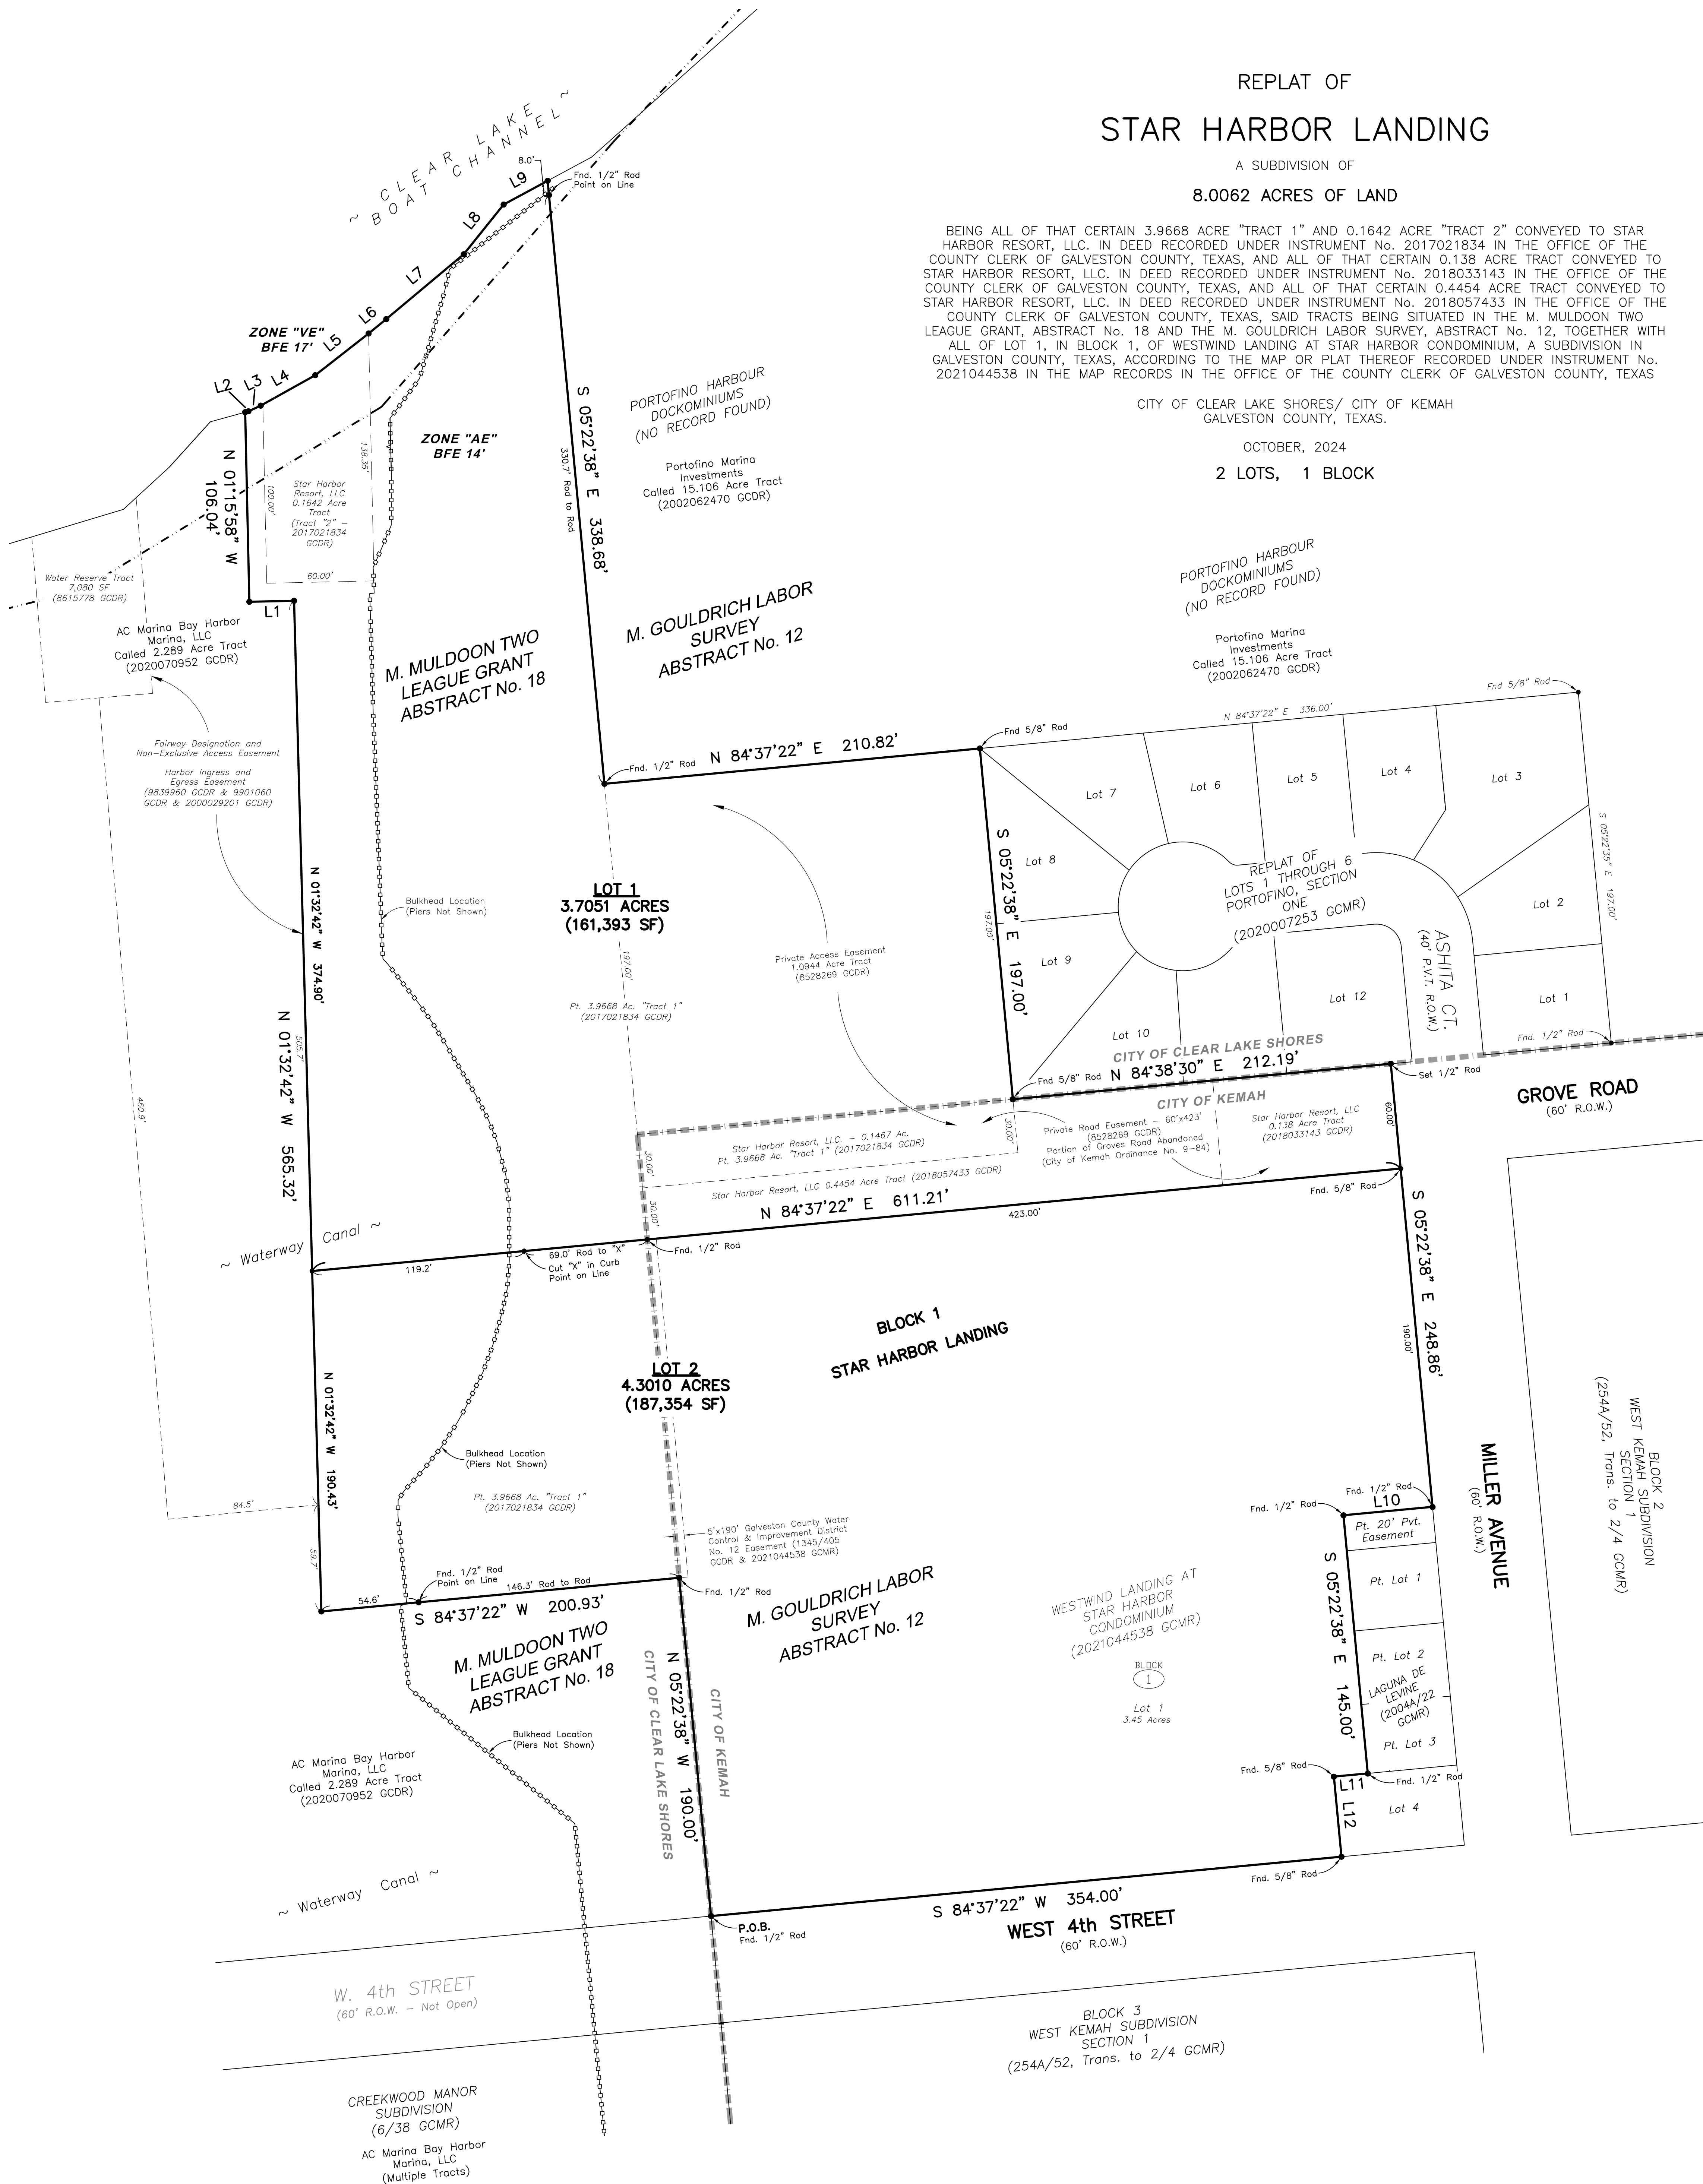 REPLAT OF
STAR HARBOR LANDING
A SUBDIVISION OF
8.0062 ACRES OF LAND
BEING ALL OF THAT CERTAIN 3.9668 ACRE "TRACT 1" AND 0.1642 ACRE "TRACT 2" CONVEYED TO STAR
HARBOR RESORT, LLC. IN DEED RECORDED UNDER INSTRUMENT No. 2017021834 IN THE OFFICE OF THE
COUNTY CLERK OF GALVESTON COUNTY, TEXAS, AND ALL OF THAT CERTAIN 0.138 ACRE TRACT CONVEYED TO
STAR HARBOR RESORT, LLC. IN DEED RECORDED UNDER INSTRUMENT No. 2018033143 IN THE OFFICE OF THE
COUNTY CLERK OF GALVESTON COUNTY, TEXAS, AND ALL OF THAT CERTAIN 0.4454 ACRE TRACT CONVEYED TO
STAR HARBOR RESORT, LLC. IN DEED RECORDED UNDER INSTRUMENT No. 2018057433 IN THE OFFICE OF THE
COUNTY CLERK OF GALVESTON COUNTY, TEXAS, SAID TRACTS BEING SITUATED IN THE M. MULDOON TWO
LEAGUE GRANT, ABSTRACT No. 18 AND THE M. GOULDRICH LABOR SURVEY, ABSTRACT No. 12, TOGETHER WITH
ALL OF LOT 1, IN BLOCK 1, OF WESTWIND LANDING AT STAR HARBOR CONDOMINIUM, A SUBDIVISION IN
GALVESTON COUNTY, TEXAS, ACCORDING TO THE MAP OR PLAT THEREOF RECORDED UNDER INSTRUMENT No.
2021044538 IN THE MAP RECORDS IN THE OFFICE OF THE COUNTY CLERK OF GALVESTON COUNTY, TEXAS
CITY OF CLEAR LAKE SHORES/ CITY OF KEMAH
GALVESTON COUNTY, TEXAS.
OCTOBER, 2024
2 LOTS, 1 BLOCK
~ CLEAR LAKE ~
~ BOAT CHANNEL ~
8.0'
Fnd. 1/2" Rod
Point on Line
L9
L8
L7
L6
L5
L4
L3
L2
ZONE "VE"
BFE 17'
ZONE "AE"
BFE 14'
N 01°15'58" W
106.04'
100.00'
138.35'
Star Harbor
Resort, LLC
0.1642 Acre
Tract
(Tract "2" –
2017021834
GCDR)
60.00'
L1
Water Reserve Tract
7,080 SF
(8615778 GCDR)
AC Marina Bay Harbor
Marina, LLC
Called 2.289 Acre Tract
(2020070952 GCDR)
Fairway Designation and
Non-Exclusive Access Easement
Harbor Ingress and
Egress Easement
(9839960 GCDR & 9901060
GCDR & 2000029201 GCDR)
S 05°22'38" E 338.68'
330.7' Rod to Rod
PORTOFINO HARBOUR
DOCKOMINIUMS
(NO RECORD FOUND)
Portofino Marina
Investments
Called 15.106 Acre Tract
(2002062470 GCDR)
PORTOFINO HARBOUR
DOCKOMINIUMS
(NO RECORD FOUND)
Portofino Marina
Investments
Called 15.106 Acre Tract
(2002062470 GCDR)
M. MULDOON TWO
LEAGUE GRANT
ABSTRACT No. 18
M. GOULDRICH LABOR
SURVEY
ABSTRACT No. 12
Fnd. 1/2" Rod
N 84°37'22" E 210.82'
Fnd 5/8" Rod
N 84°37'22" E 336.00'
Fnd 5/8" Rod
Lot 7
Lot 6
Lot 5
Lot 4
Lot 3
Lot 8
Lot 9
Lot 10
Lot 12
Lot 2
Lot 1
REPLAT OF
LOTS 1 THROUGH 6
PORTOFINO, SECTION
ONE
(2020007253 GCMR)
ASHITA CT.
(40' P.V.T. R.O.W.)
S 05°22'35" E 197.00'
Fnd. 1/2" Rod
S 05°22'38" E 197.00'
197.00'
N 01°32'42" W 374.90'
505.7'
N 01°32'42" W 565.32'
460.9'
Bulkhead Location
(Piers Not Shown)
LOT 1
3.7051 ACRES
(161,393 SF)
197.00'
Pt. 3.9668 Ac. "Tract 1"
(2017021834 GCDR)
Private Access Easement
1.0944 Acre Tract
(8528269 GCDR)
CITY OF CLEAR LAKE SHORES
Fnd 5/8" Rod
N 84°38'30" E 212.19'
Set 1/2" Rod
CITY OF KEMAH
GROVE ROAD
(60' R.O.W.)
60.00'
30.00'
30.00'
30.00'
Star Harbor Resort, LLC. – 0.1467 Ac.
Pt. 3.9668 Ac. "Tract 1" (2017021834 GCDR)
Private Road Easement – 60'x423'
(8528269 GCDR)
Portion of Groves Road Abandoned
(City of Kemah Ordinance No. 9-84)
Star Harbor Resort, LLC
0.138 Acre Tract
(2018033143 GCDR)
Star Harbor Resort, LLC 0.4454 Acre Tract (2018057433 GCDR)
N 84°37'22" E 611.21'
423.00'
Fnd. 5/8" Rod
~ Waterway Canal ~
119.2'
69.0' Rod to "X"
Cut "X" in Curb
Point on Line
Fnd. 1/2" Rod
S 05°22'38" E 248.86'
190.00'
BLOCK 1
STAR HARBOR LANDING
LOT 2
4.3010 ACRES
(187,354 SF)
N 01°32'42" W 190.43'
Bulkhead Location
(Piers Not Shown)
Pt. 3.9668 Ac. "Tract 1"
(2017021834 GCDR)
84.5'
59.7'
5'x190' Galveston County Water
Control & Improvement District
No. 12 Easement (1345/405
GCDR & 2021044538 GCMR)
Fnd. 1/2" Rod
Point on Line
54.6'
146.3' Rod to Rod
S 84°37'22" W 200.93'
Fnd. 1/2" Rod
MILLER AVENUE
(60' R.O.W.)
BLOCK 2
WEST KEMAH SUBDIVISION
SECTION 1
(254A/52, Trans. to 2/4 GCMR)
Fnd. 1/2" Rod
Fnd. 1/2" Rod
L10
Pt. 20' Pvt.
Easement
Pt. Lot 1
Pt. Lot 2
LAGUNA DE
LEVINE
(2004A/22
GCMR)
Pt. Lot 3
S 05°22'38" E 145.00'
Fnd. 5/8" Rod
L11
Fnd. 1/2" Rod
L12
Lot 4
Fnd. 5/8" Rod
M. MULDOON TWO
LEAGUE GRANT
ABSTRACT No. 18
M. GOULDRICH LABOR
SURVEY
ABSTRACT No. 12
WESTWIND LANDING AT
STAR HARBOR
CONDOMINIUM
(2021044538 GCMR)
BLOCK
1
Lot 1
3.45 Acres
N 05°22'38" W 190.00'
CITY OF CLEAR LAKE SHORES
CITY OF KEMAH
Bulkhead Location
(Piers Not Shown)
AC Marina Bay Harbor
Marina, LLC
Called 2.289 Acre Tract
(2020070952 GCDR)
~ Waterway Canal ~
P.O.B.
Fnd. 1/2" Rod
S 84°37'22" W 354.00'
WEST 4th STREET
(60' R.O.W.)
W. 4th STREET
(60' R.O.W. – Not Open)
BLOCK 3
WEST KEMAH SUBDIVISION
SECTION 1
(254A/52, Trans. to 2/4 GCMR)
CREEKWOOD MANOR
SUBDIVISION
(6/38 GCMR)
AC Marina Bay Harbor
Marina, LLC
(Multiple Tracts)